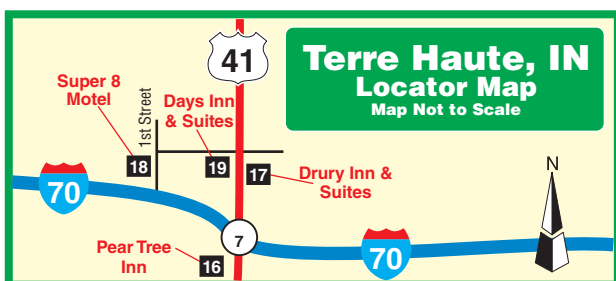 Terre Haute, IN
Locator Map
Map Not to Scale
41
Super 8
Motel
1st Street
Days Inn
& Suites
18
19
17
Drury Inn &
Suites
N
70
7
70
Pear Tree
Inn
16